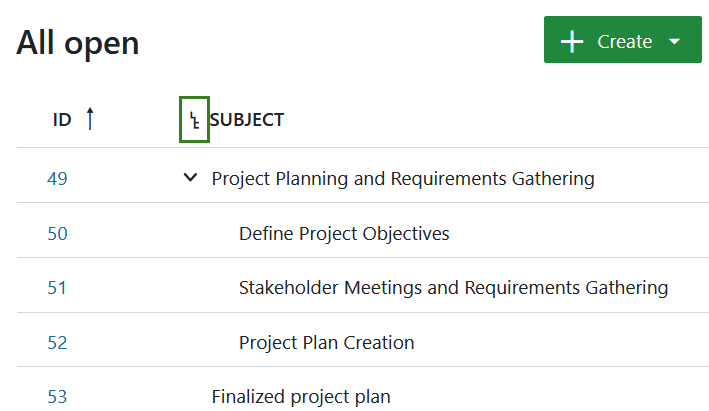 All open
Create
ID SUBJECT
49 Project Planning and Requirements Gathering
50 Define Project Objectives
51 Stakeholder Meetings and Requirements Gathering
52 Project Plan Creation
53 Finalized project plan